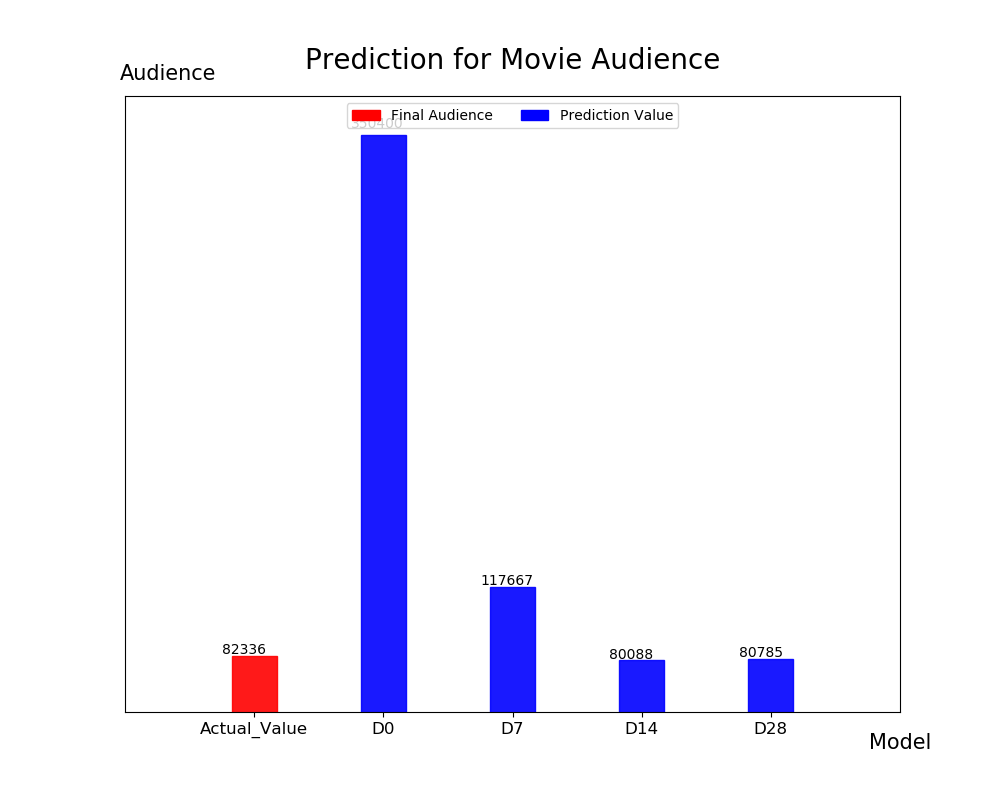 Prediction for Movie Audience
Audience
Final Audience Prediction Value
350400
117667
82336
80088
80785
Actual_Value D0 D7 D14 D28
Model